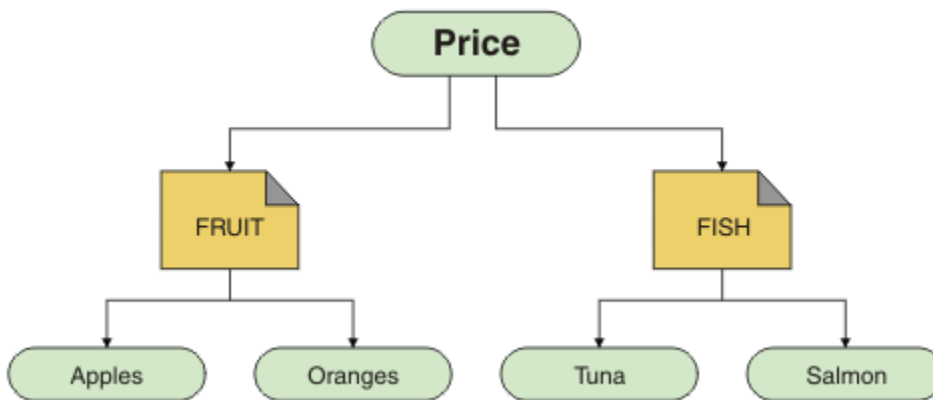 Price
FRUIT
FISH
Apples
Oranges
Tuna
Salmon